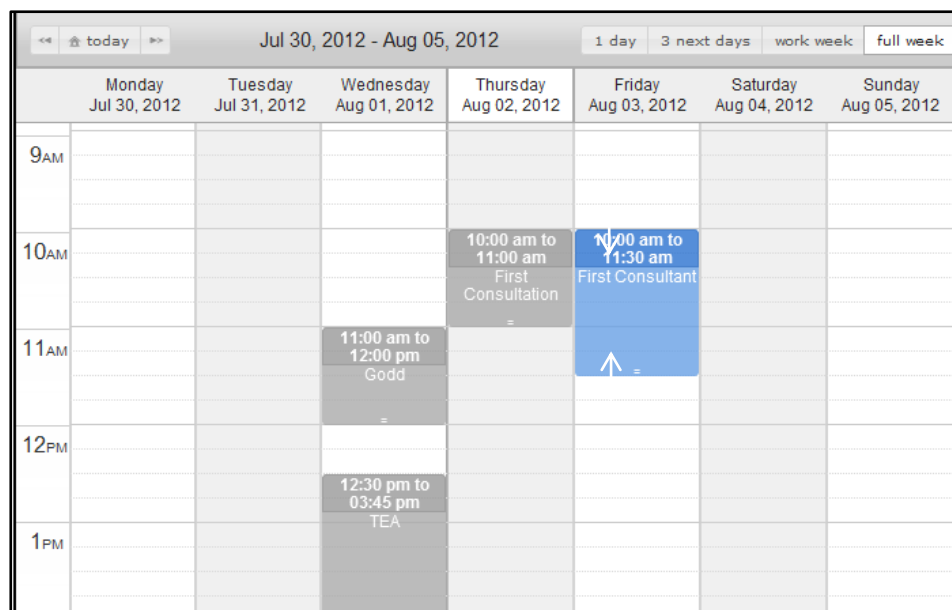 today
Jul 30, 2012 - Aug 05, 2012
1 day
3 next days
work week
full week
Monday
Jul 30, 2012
Tuesday
Jul 31, 2012
Wednesday
Aug 01, 2012
Thursday
Aug 02, 2012
Friday
Aug 03, 2012
Saturday
Aug 04, 2012
Sunday
Aug 05, 2012
9AM
10AM
11AM
12PM
1PM
11:00 am to
12:00 pm
Godd
12:30 pm to
03:45 pm
TEA
10:00 am to
11:00 am
First
Consultation
10:00 am to
11:30 am
First Consultant